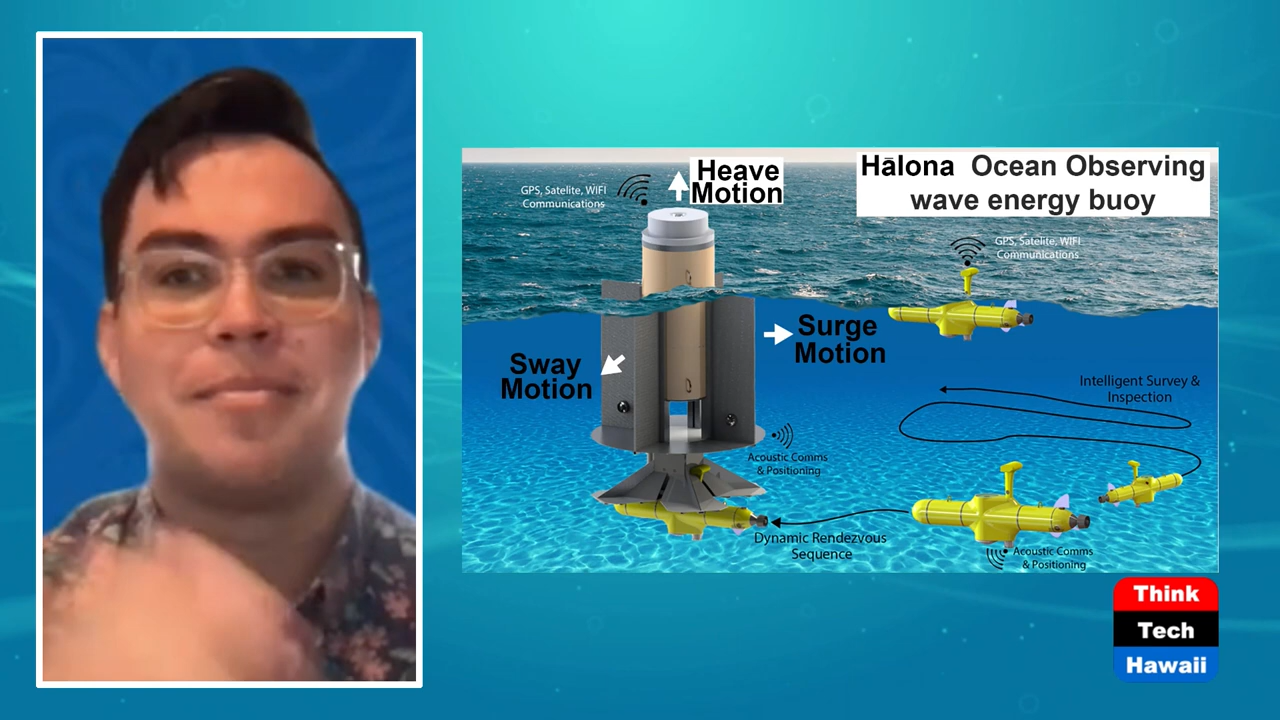 Heave
Motion
GPS, Satelite, WIFI
Communications
Hālona Ocean Observing
wave energy buoy
GPS, Satelite, WIFI
Communications
Surge
Motion
Sway
Motion
Intelligent Survey &
Inspection
Acoustic Comms
& Positioning
Dynamic Rendezvous
Sequence
Acoustic Comms
& Positioning
Think
Tech
Hawaii